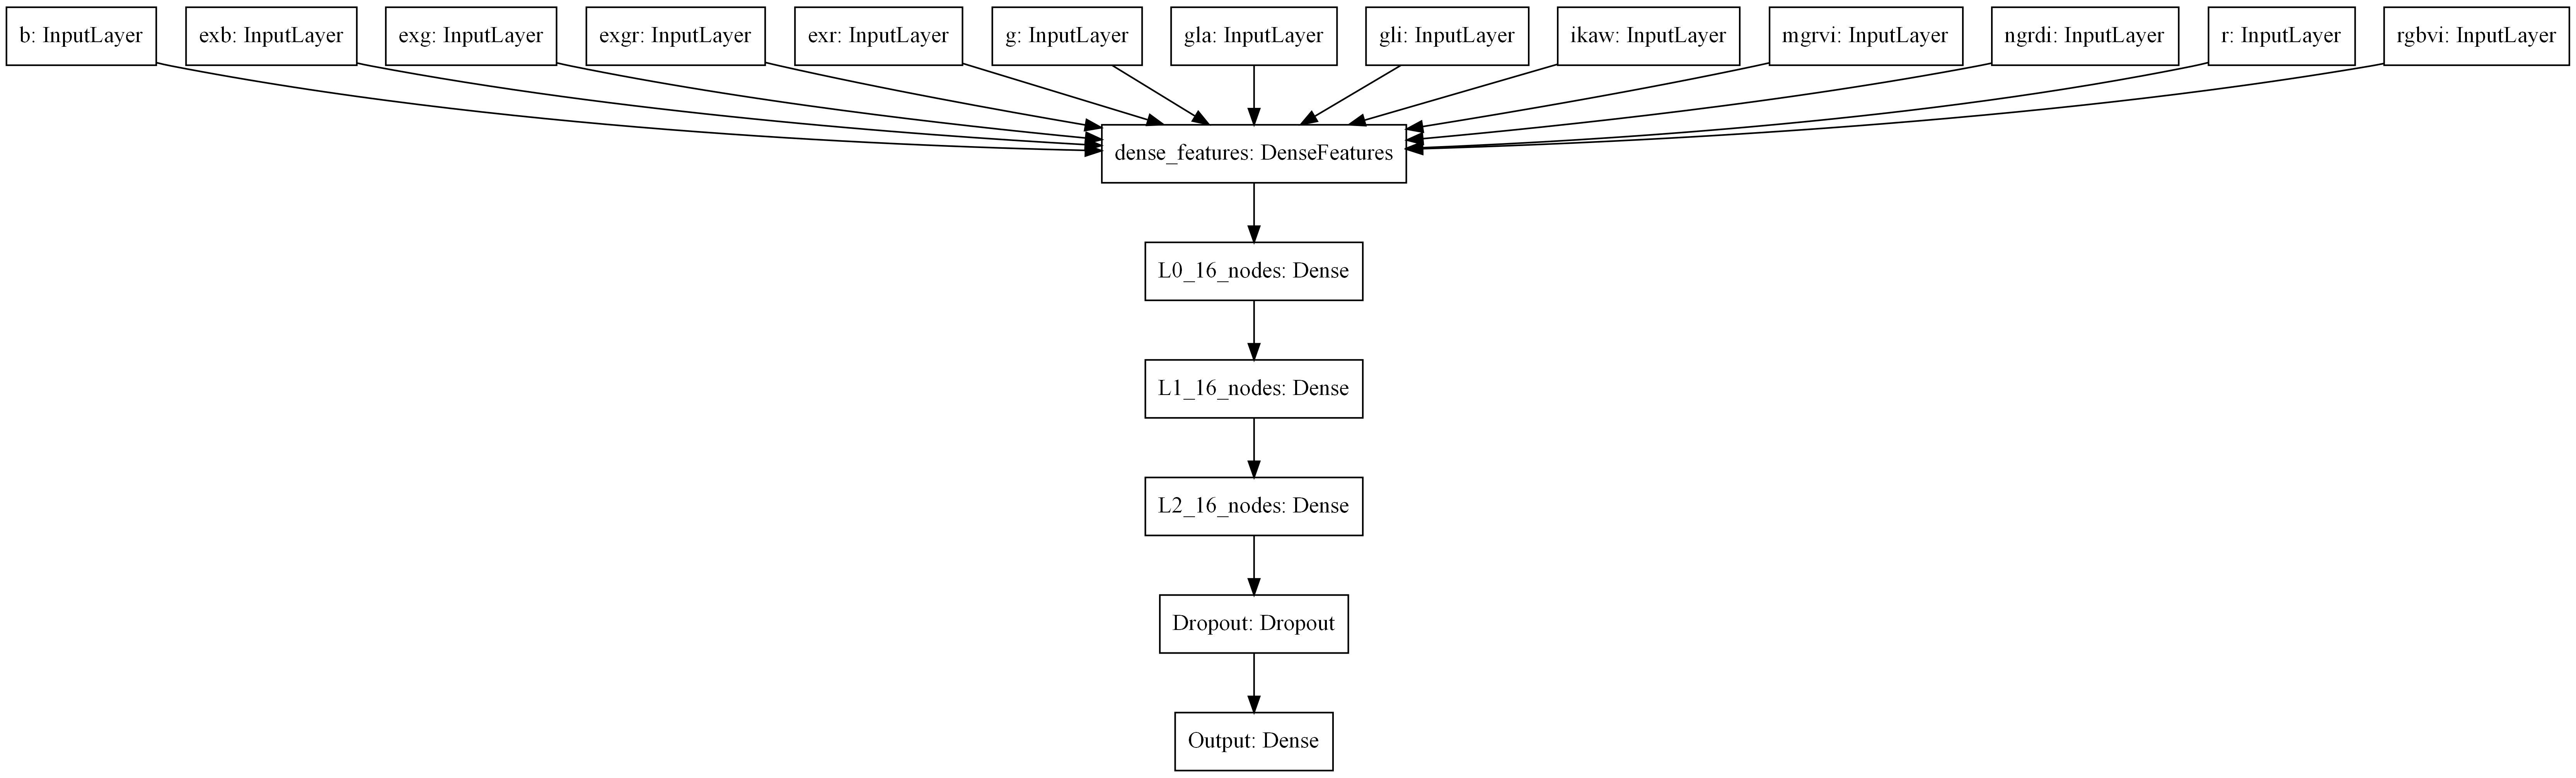 b: InputLayer
exb: InputLayer
exg: InputLayer
exgr: InputLayer
exr: InputLayer
g: InputLayer
gla: InputLayer
gli: InputLayer
ikaw: InputLayer
mgrvi: InputLayer
ngrdi: InputLayer
r: InputLayer
rgbvi: InputLayer
dense_features: DenseFeatures
L0_16_nodes: Dense
L1_16_nodes: Dense
L2_16_nodes: Dense
Dropout: Dropout
Output: Dense